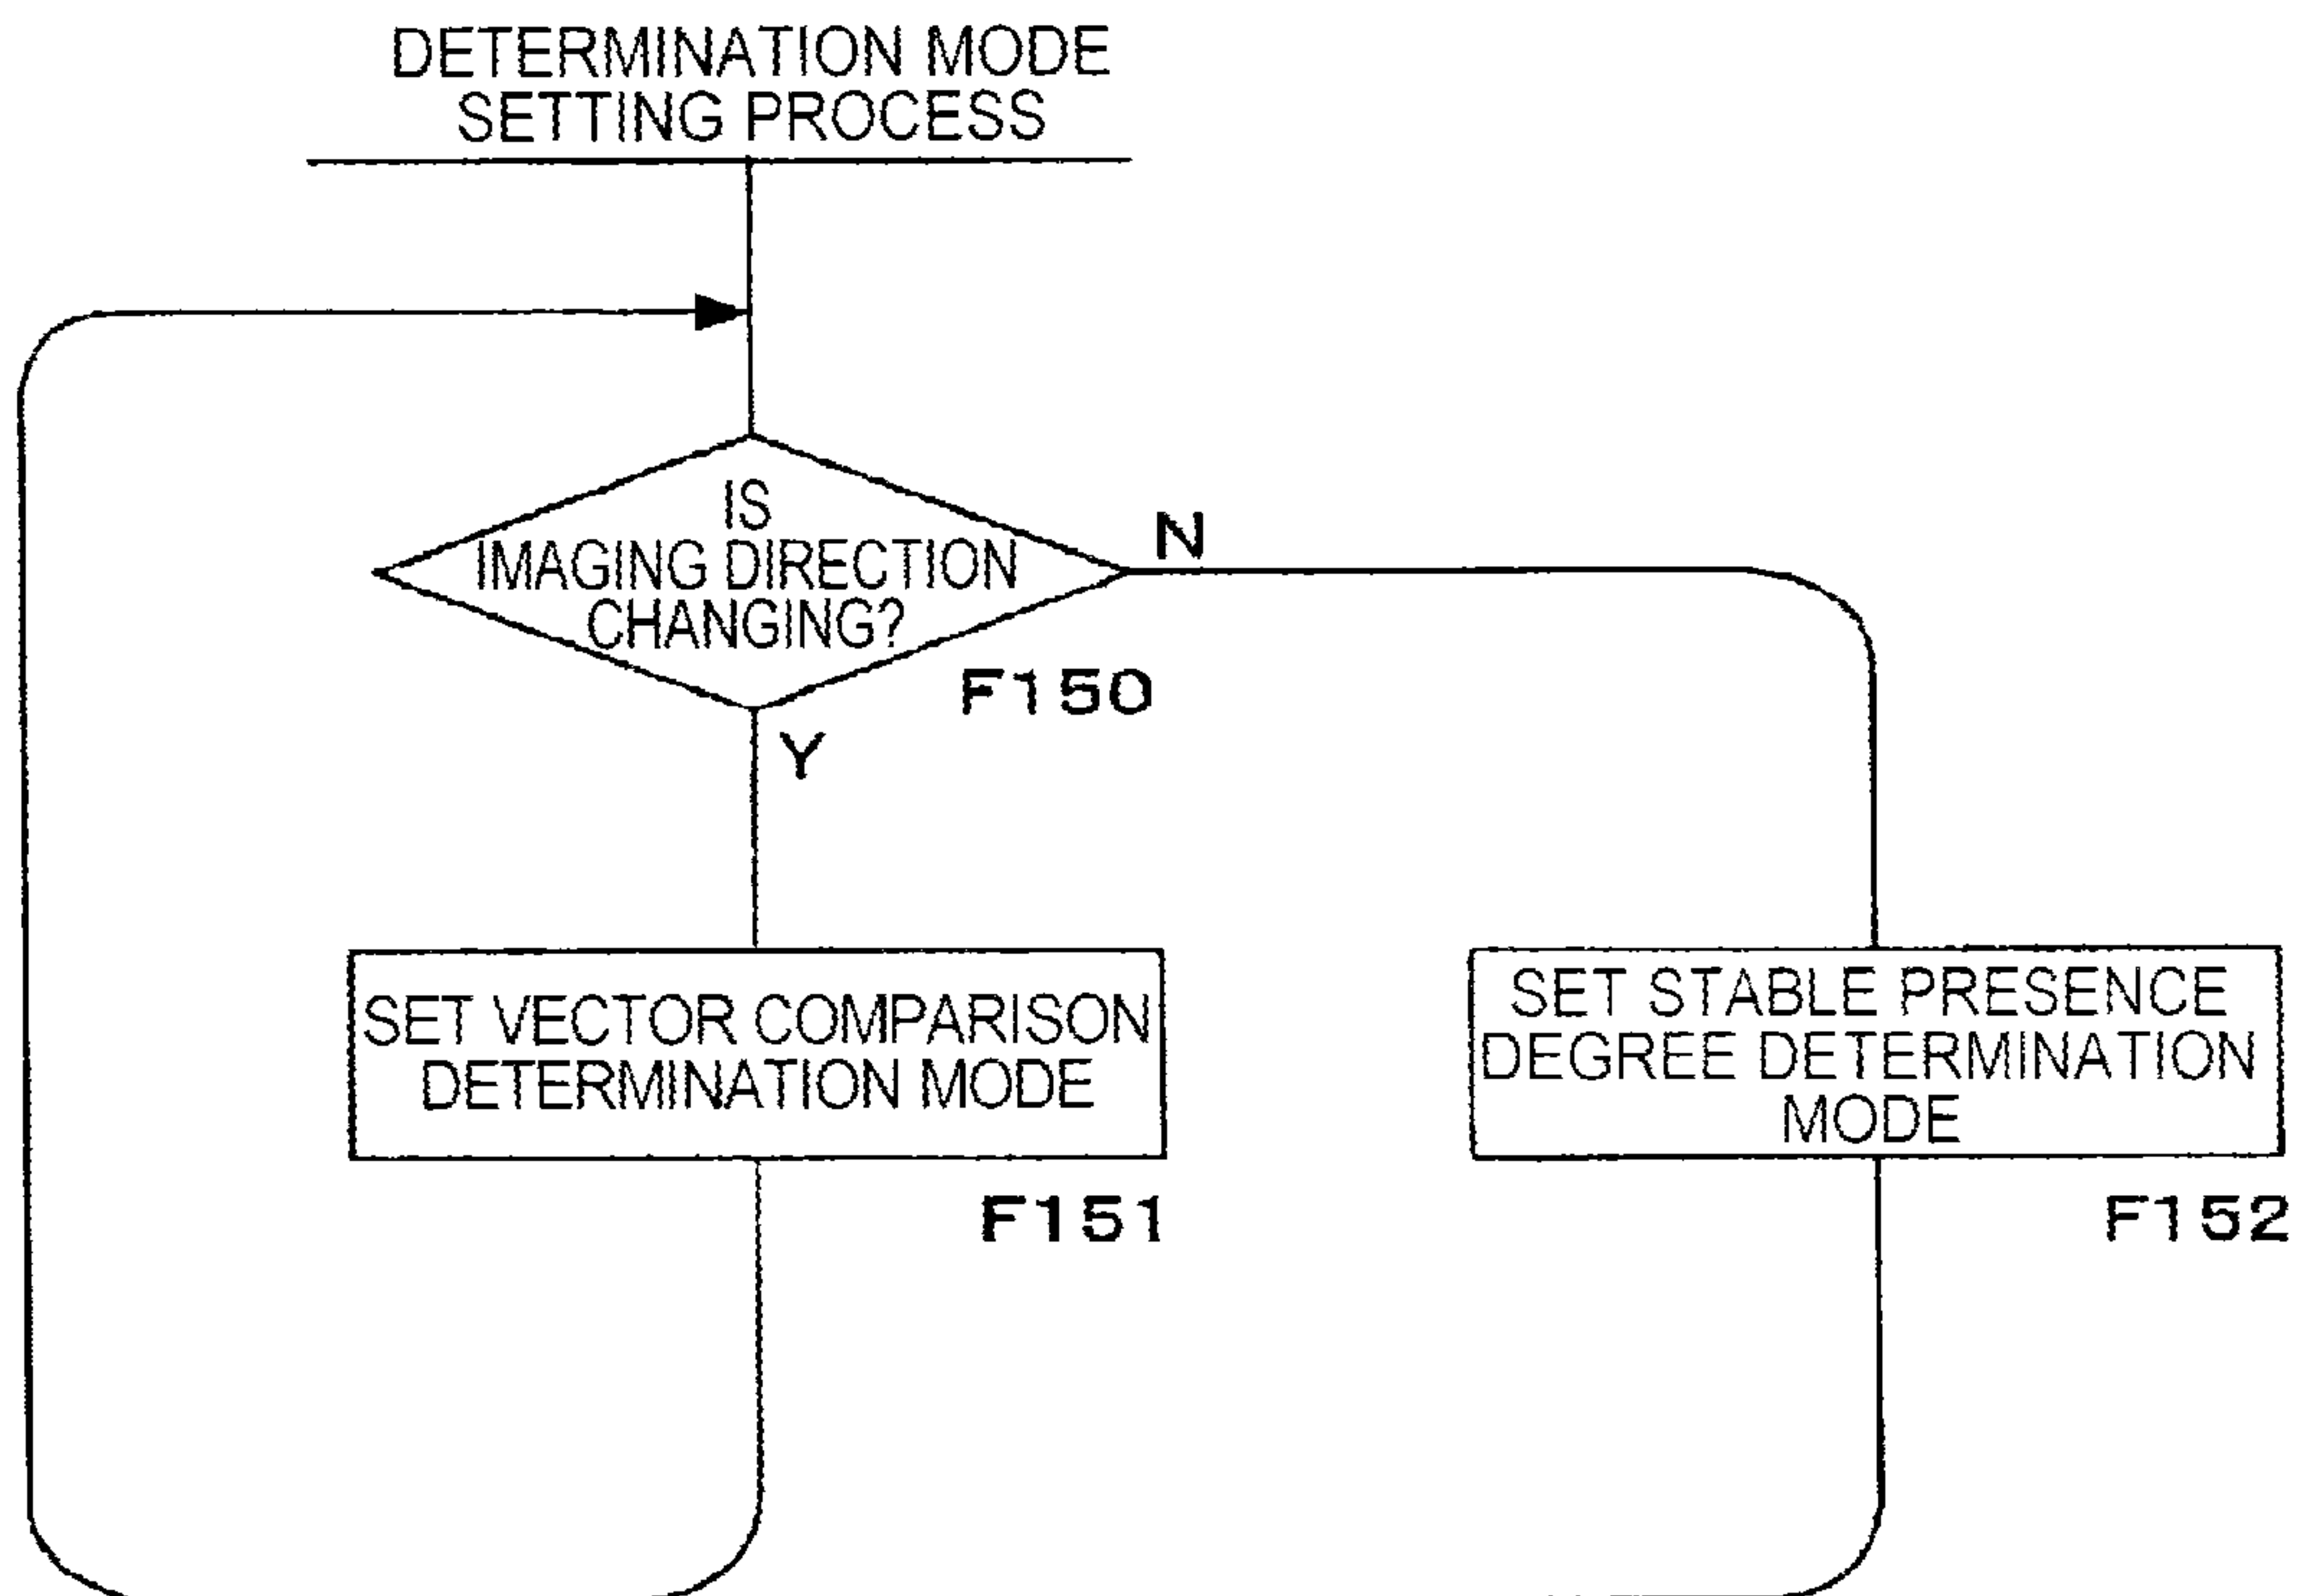 DETERMINATION MODE
SETTING PROCESS
IS
IMAGING DIRECTION
CHANGING?
N
F150
Y
SET VECTOR COMPARISON
DETERMINATION MODE
F151
SET STABLE PRESENCE
DEGREE DETERMINATION
MODE
F152